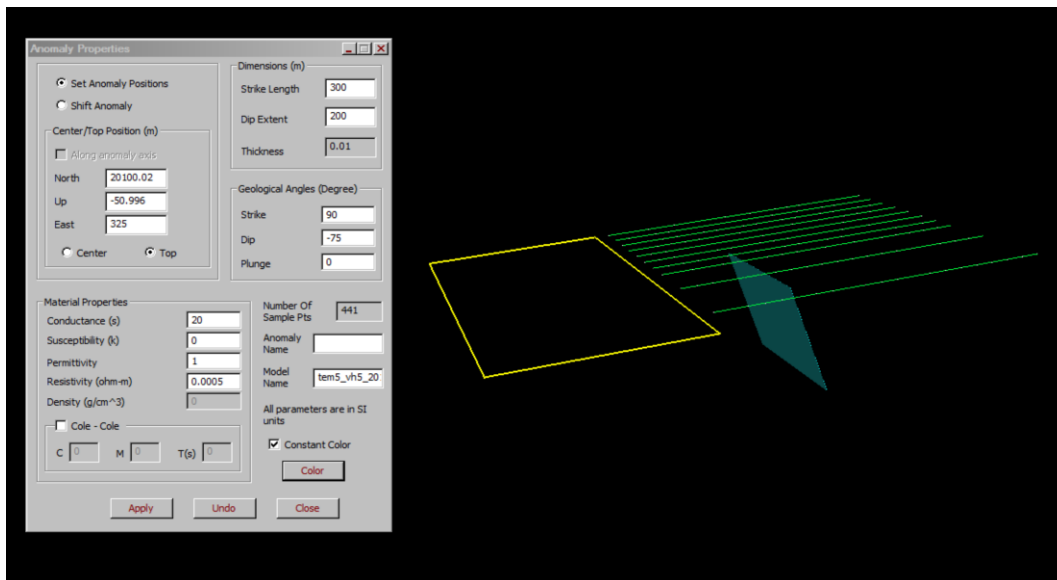 Anomaly Properties
Set Anomaly Positions
Shift Anomaly
Center/Top Position (m)
Along anomaly axis
North 20100.02
Up -50.996
East 325
Center Top
Dimensions (m)
Strike Length 300
Dip Extent 200
Thickness 0.01
Geological Angles (Degree)
Strike 90
Dip -75
Plunge 0
Material Properties
Conductance (s) 20
Susceptibility (k) 0
Permittivity 1
Resistivity (ohm-m) 0.0005
Density (g/cm^3) 0
Cole - Cole
C 0 M 0 T(s) 0
Number Of
Sample Pts 441
Anomaly
Name
Model
Name tem5_vh5_20
All parameters are in SI
units
Constant Color
Color
Apply Undo Close